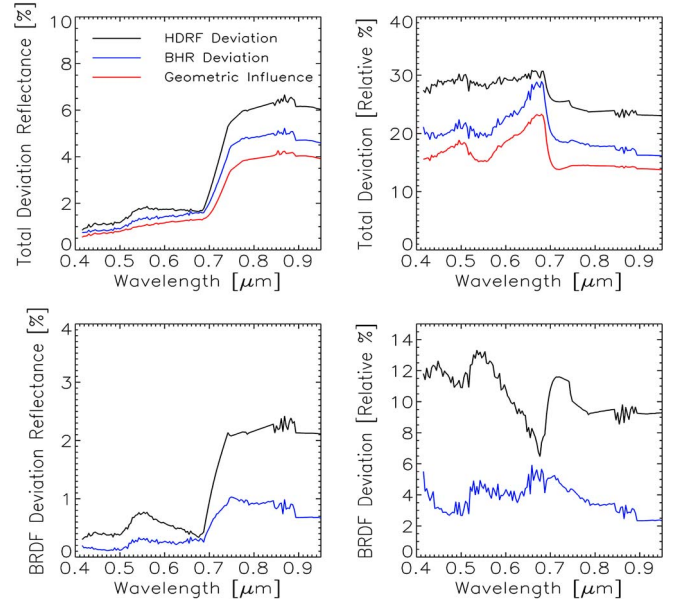 Total Deviation Reflectance [%]
10
8
6
4
2
0
HDRF Deviation
BHR Deviation
Geometric Influence
0.4 0.5 0.6 0.7 0.8 0.9
Wavelength [μm]
Total Deviation [Relative %]
40
30
20
10
0
0.4 0.5 0.6 0.7 0.8 0.9
Wavelength [μm]
BRDF Deviation Reflectance [%]
4
3
2
1
0
0.4 0.5 0.6 0.7 0.8 0.9
Wavelength [μm]
BRDF Deviation [Relative %]
14
12
10
8
6
4
2
0
0.4 0.5 0.6 0.7 0.8 0.9
Wavelength [μm]